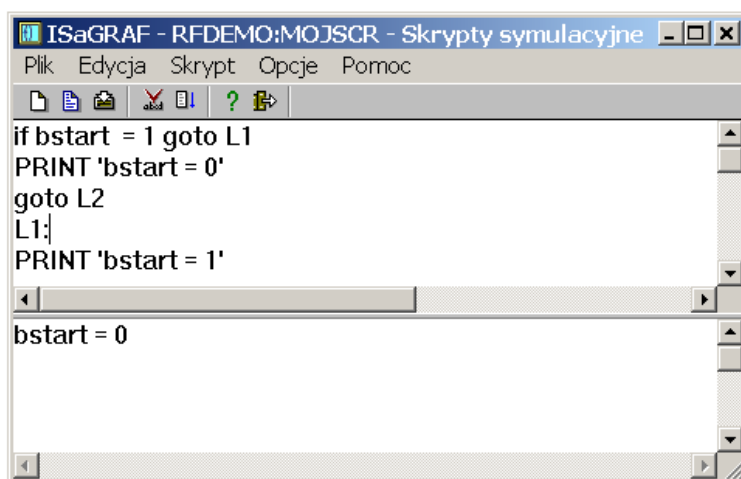 ISaGRAF - RFDEMO:MOJSCR - Skrypty symulacyjne
Plik Edycja Skrypt Opcje Pomoc
if bstart = 1 goto L1
PRINT 'bstart = 0'
goto L2
L1:
PRINT 'bstart = 1'
bstart = 0